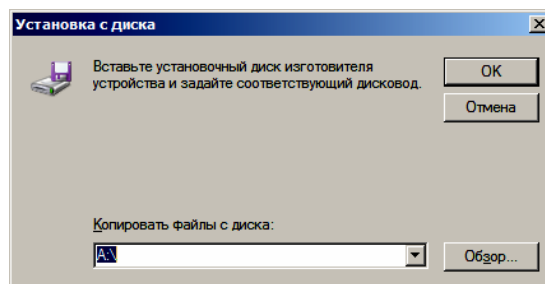 Установка с диска
Вставьте установочный диск изготовителя
устройства и задайте соответствующий дисковод.
OK
Отмена
Копировать файлы с диска:
A:\
Обзор...